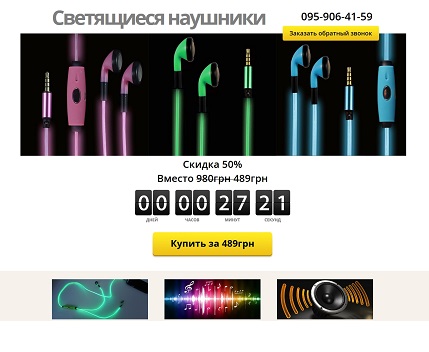 Светящиеся наушники
095-906-41-59
Заказать обратный звонок
Скидка 50%
Вместо 980грн 489грн
00 00 27 21
ДНЕЙ ЧАСОВ МИНУТ СЕКУНД
Купить за 489грн